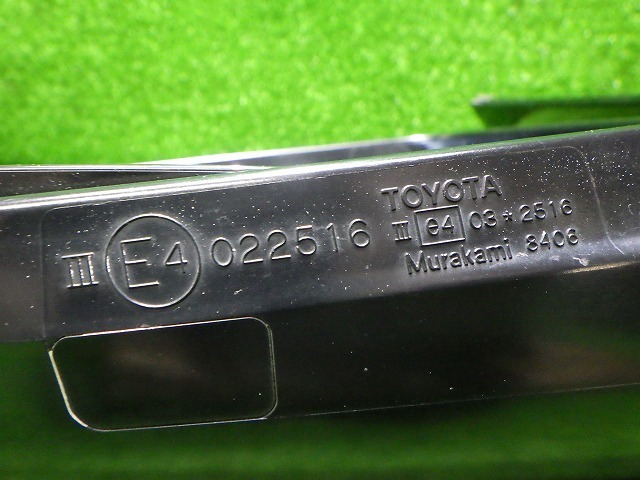 III E4 022516
TOYOTA
III e4 03*2516
Murakami 8406